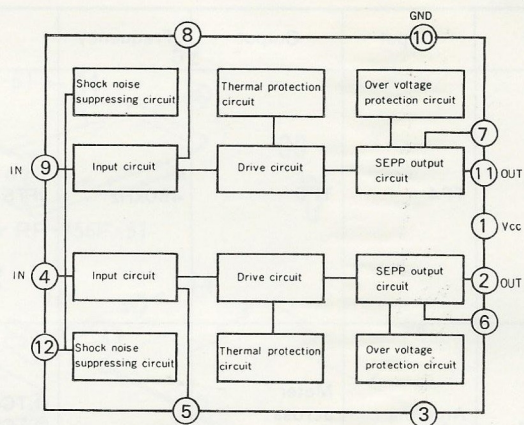 GND
8
10
Shock noise
suppressing circuit
Thermal protection
circuit
Over voltage
protection circuit
7
IN
9
Input circuit
Drive circuit
SEPP output
circuit
11
OUT
1
Vcc
IN
4
Input circuit
Drive circuit
SEPP output
circuit
2
OUT
6
12
Shock noise
suppressing circuit
Thermal protection
circuit
Over voltage
protection circuit
5
3